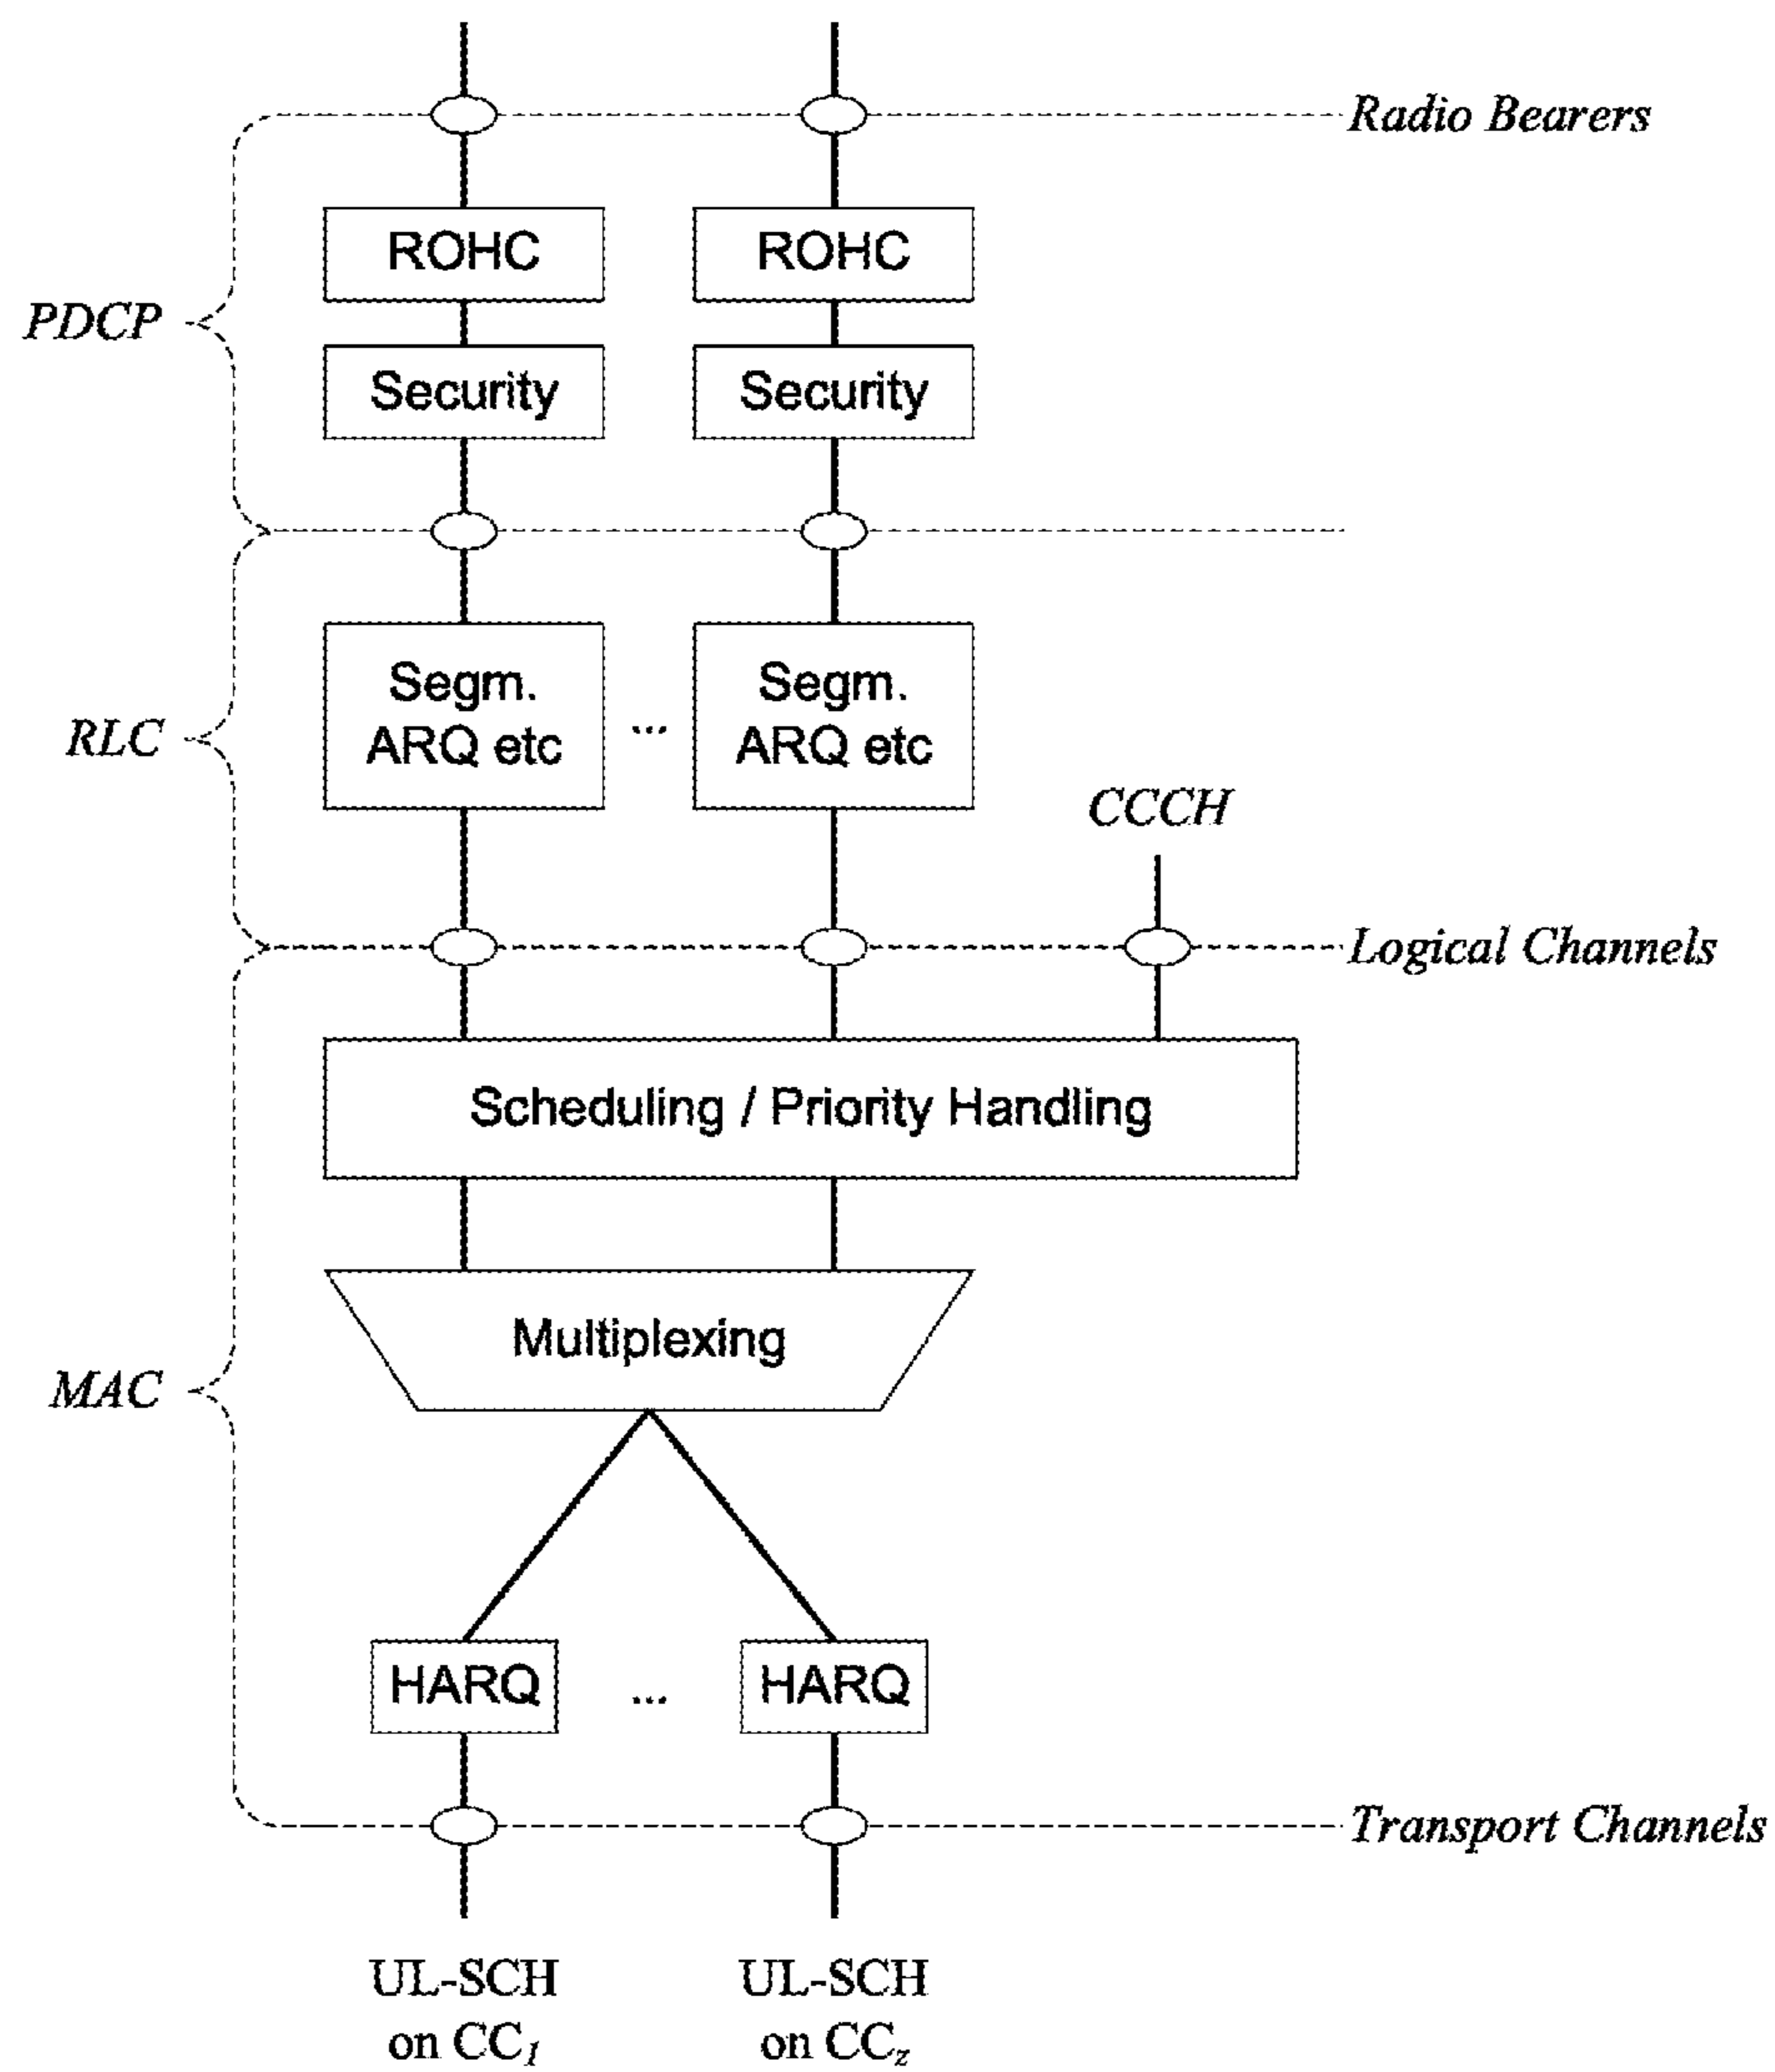 Radio Bearers
ROHC
ROHC
PDCP
Security
Security
Segm.
ARQ etc
...
Segm.
ARQ etc
RLC
CCCH
Logical Channels
Scheduling / Priority Handling
Multiplexing
MAC
HARQ
...
HARQ
Transport Channels
UL-SCH
on CC1
UL-SCH
on CCz